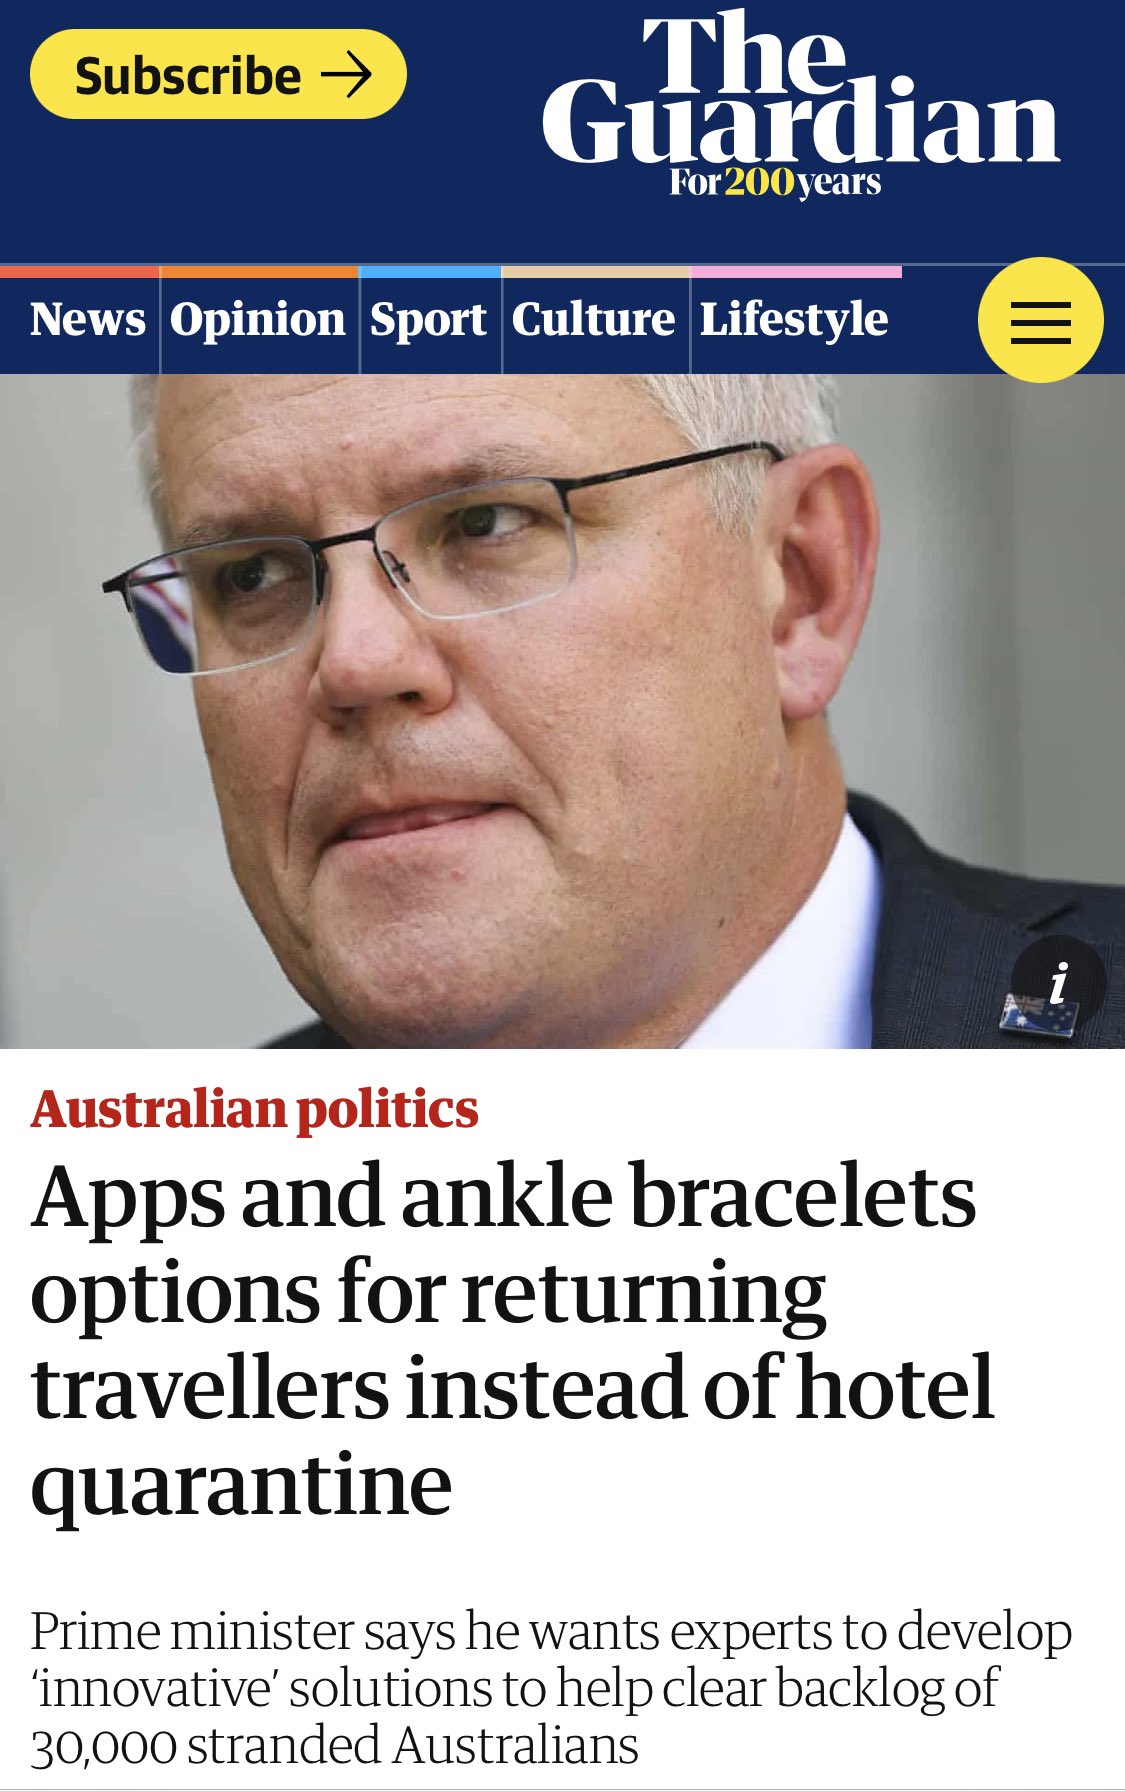 Subscribe
The
Guardian
For 200 years
News
Opinion
Sport
Culture
Lifestyle
i
Australian politics
Apps and ankle bracelets
options for returning
travellers instead of hotel
quarantine
Prime minister says he wants experts to develop
‘innovative’ solutions to help clear backlog of
30,000 stranded Australians